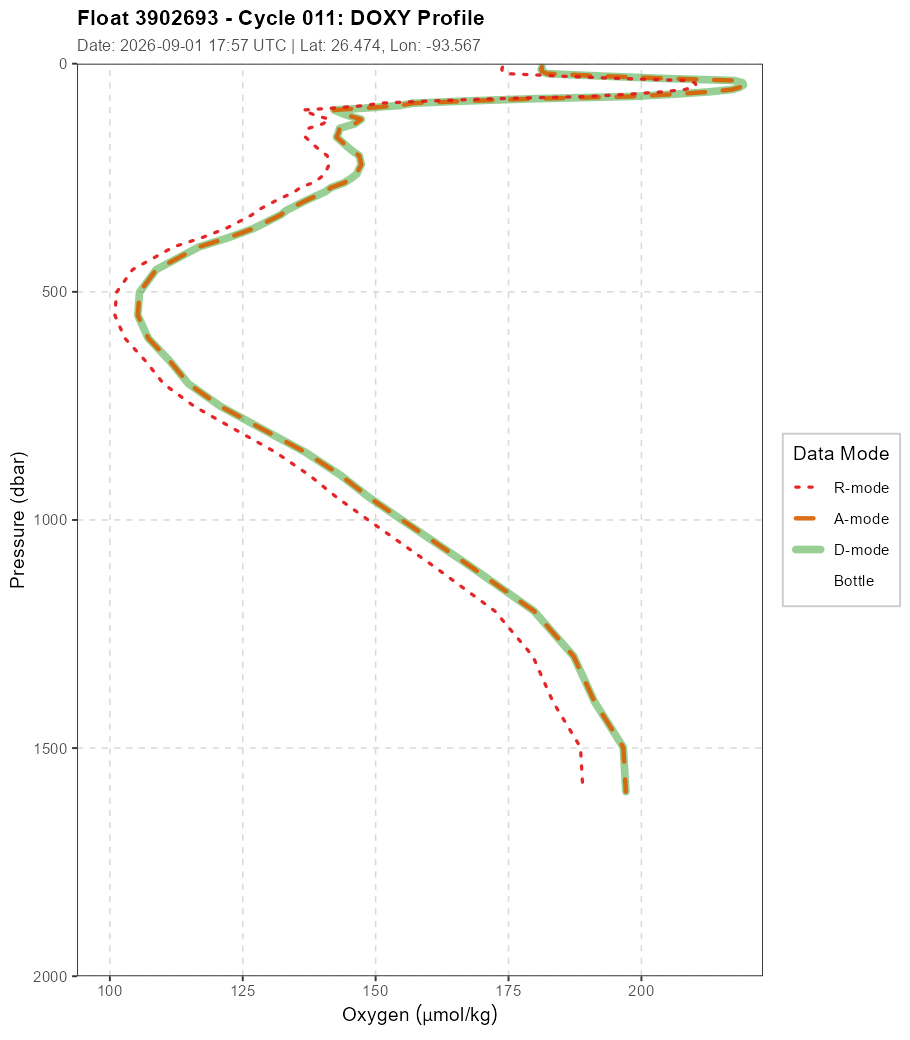 Float 3902693 - Cycle 011: DOXY Profile
Date: 2026-09-01 17:57 UTC | Lat: 26.474, Lon: -93.567
0
500
1000
1500
2000
Pressure (dbar)
100 125 150 175 200
Oxygen (µmol/kg)
Data Mode
R-mode
A-mode
D-mode
Bottle